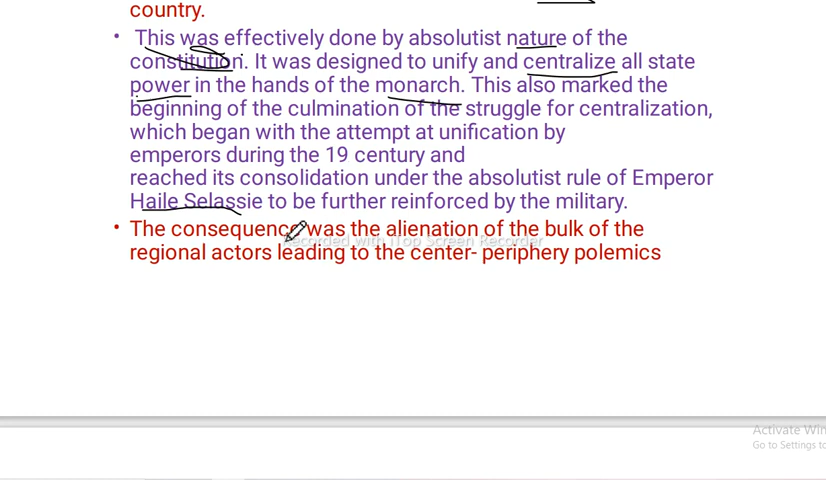 country.
• This was effectively done by absolutist nature of the
constitution. It was designed to unify and centralize all state
power in the hands of the monarch. This also marked the
beginning of the culmination of the struggle for centralization,
which began with the attempt at unification by
emperors during the 19 century and
reached its consolidation under the absolutist rule of Emperor
Haile Selassie to be further reinforced by the military.
• The consequence was the alienation of the bulk of the
Recorded with iTop Screen Recorder
regional actors leading to the center- periphery polemics
Activate Win
Go to Settings to